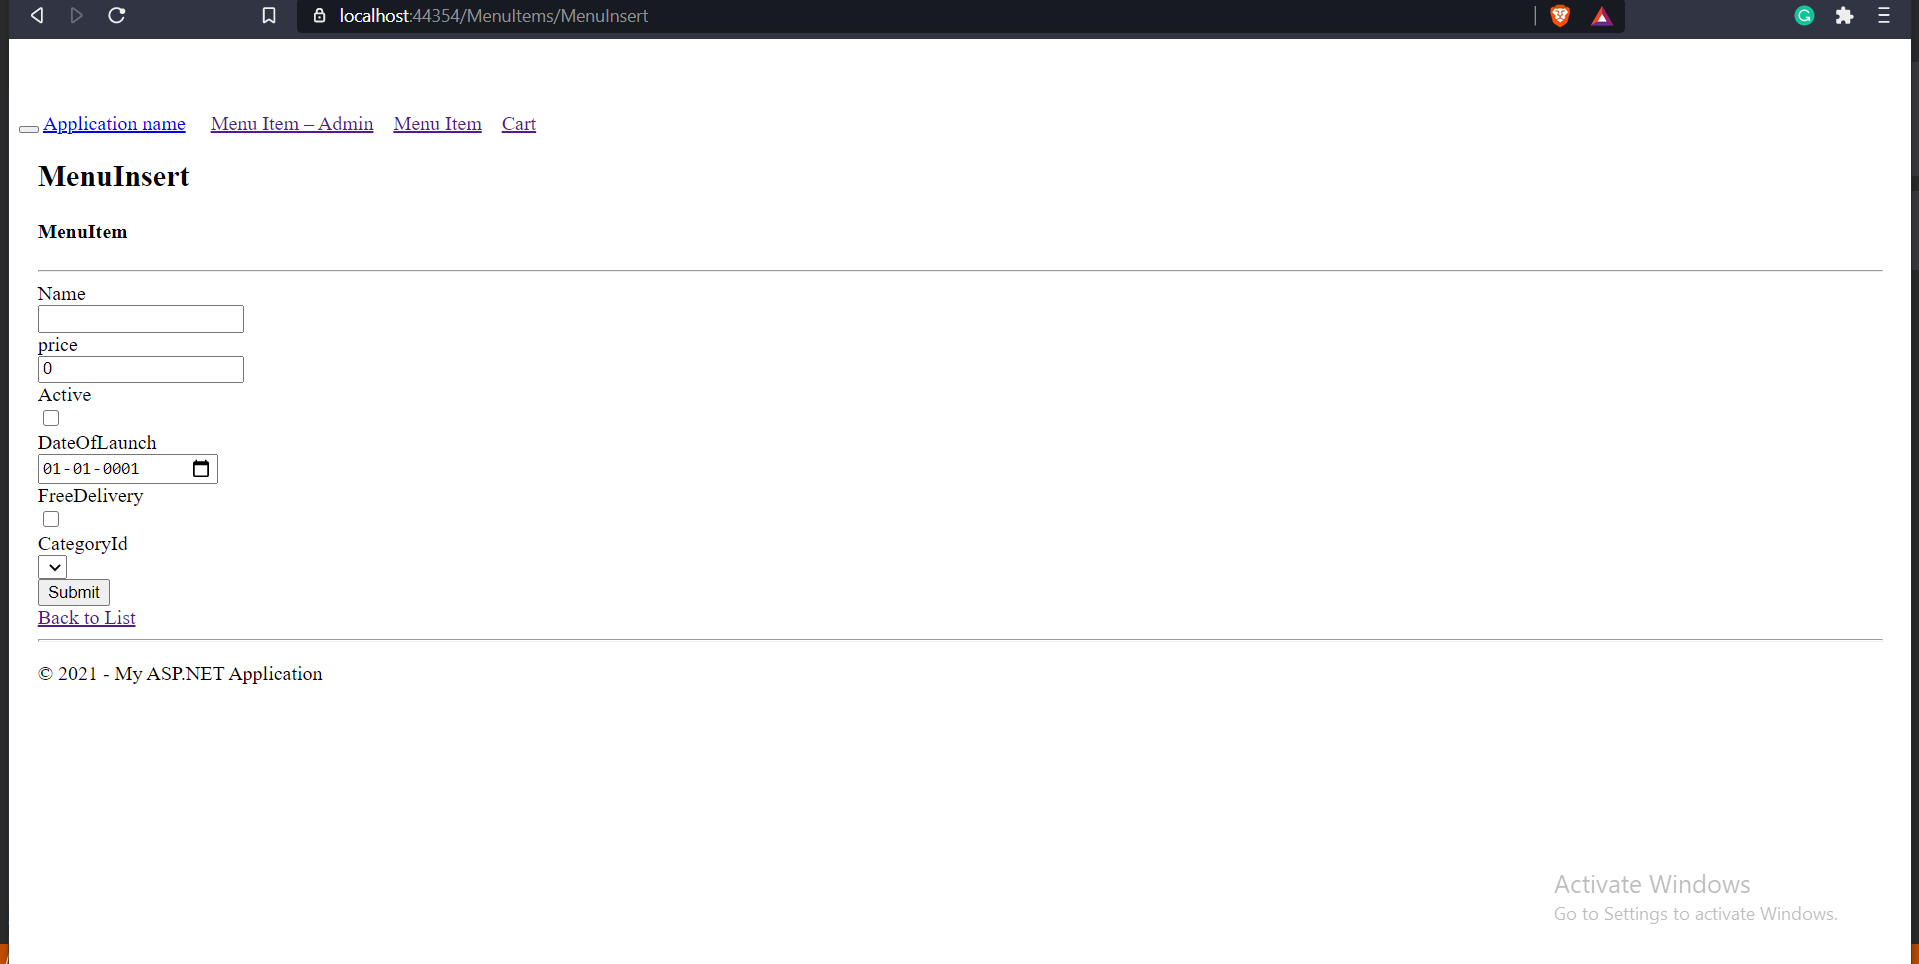 localhost:44354/MenuItems/MenuInsert
Application name Menu Item – Admin Menu Item Cart
MenuInsert
MenuItem
Name
price
0
Active
DateOfLaunch
01-01-0001
FreeDelivery
CategoryId
Submit
Back to List
© 2021 - My ASP.NET Application
Activate Windows
Go to Settings to activate Windows.